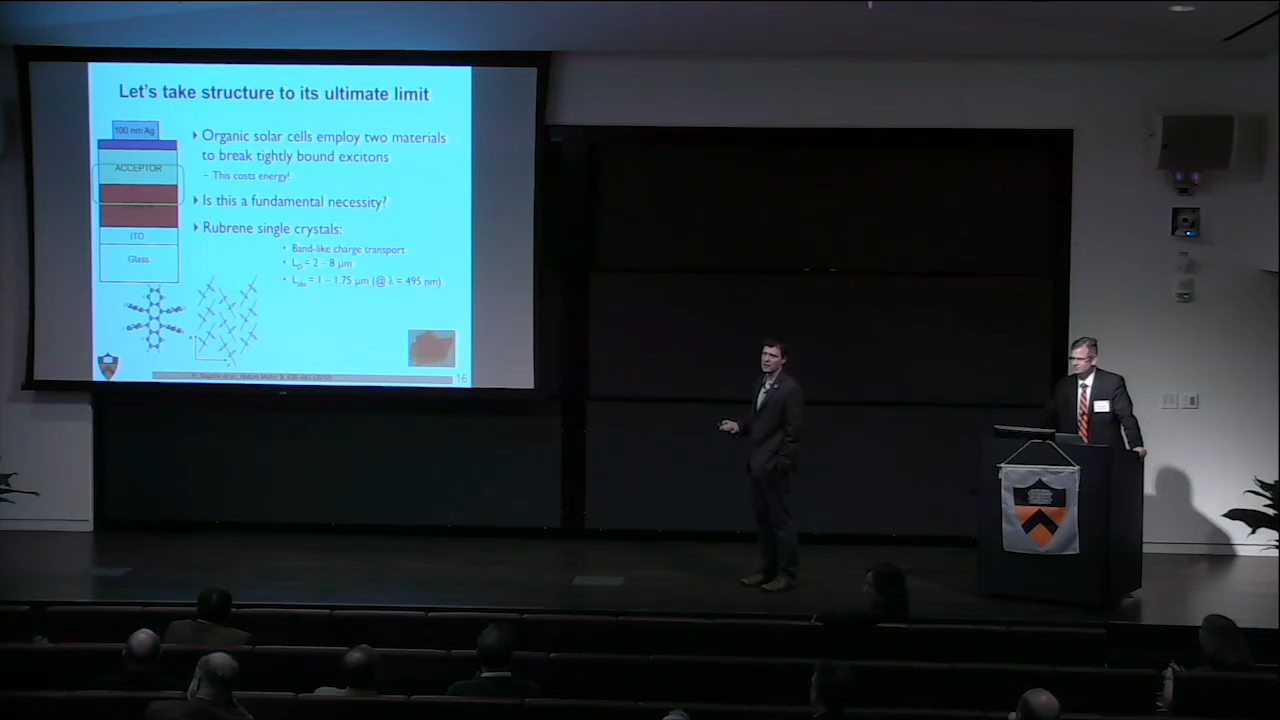 Let's take structure to its ultimate limit
100 nm Ag
ACCEPTOR
ITO
Glass
Organic solar cells employ two materials
to break tightly bound excitons
– This costs energy!
Is this a fundamental necessity?
Rubrene single crystals:
• Band-like charge transport
• L_D = 2 – 8 µm
• L_abs = 1 – 1.75 µm (@ λ = 495 nm)
16